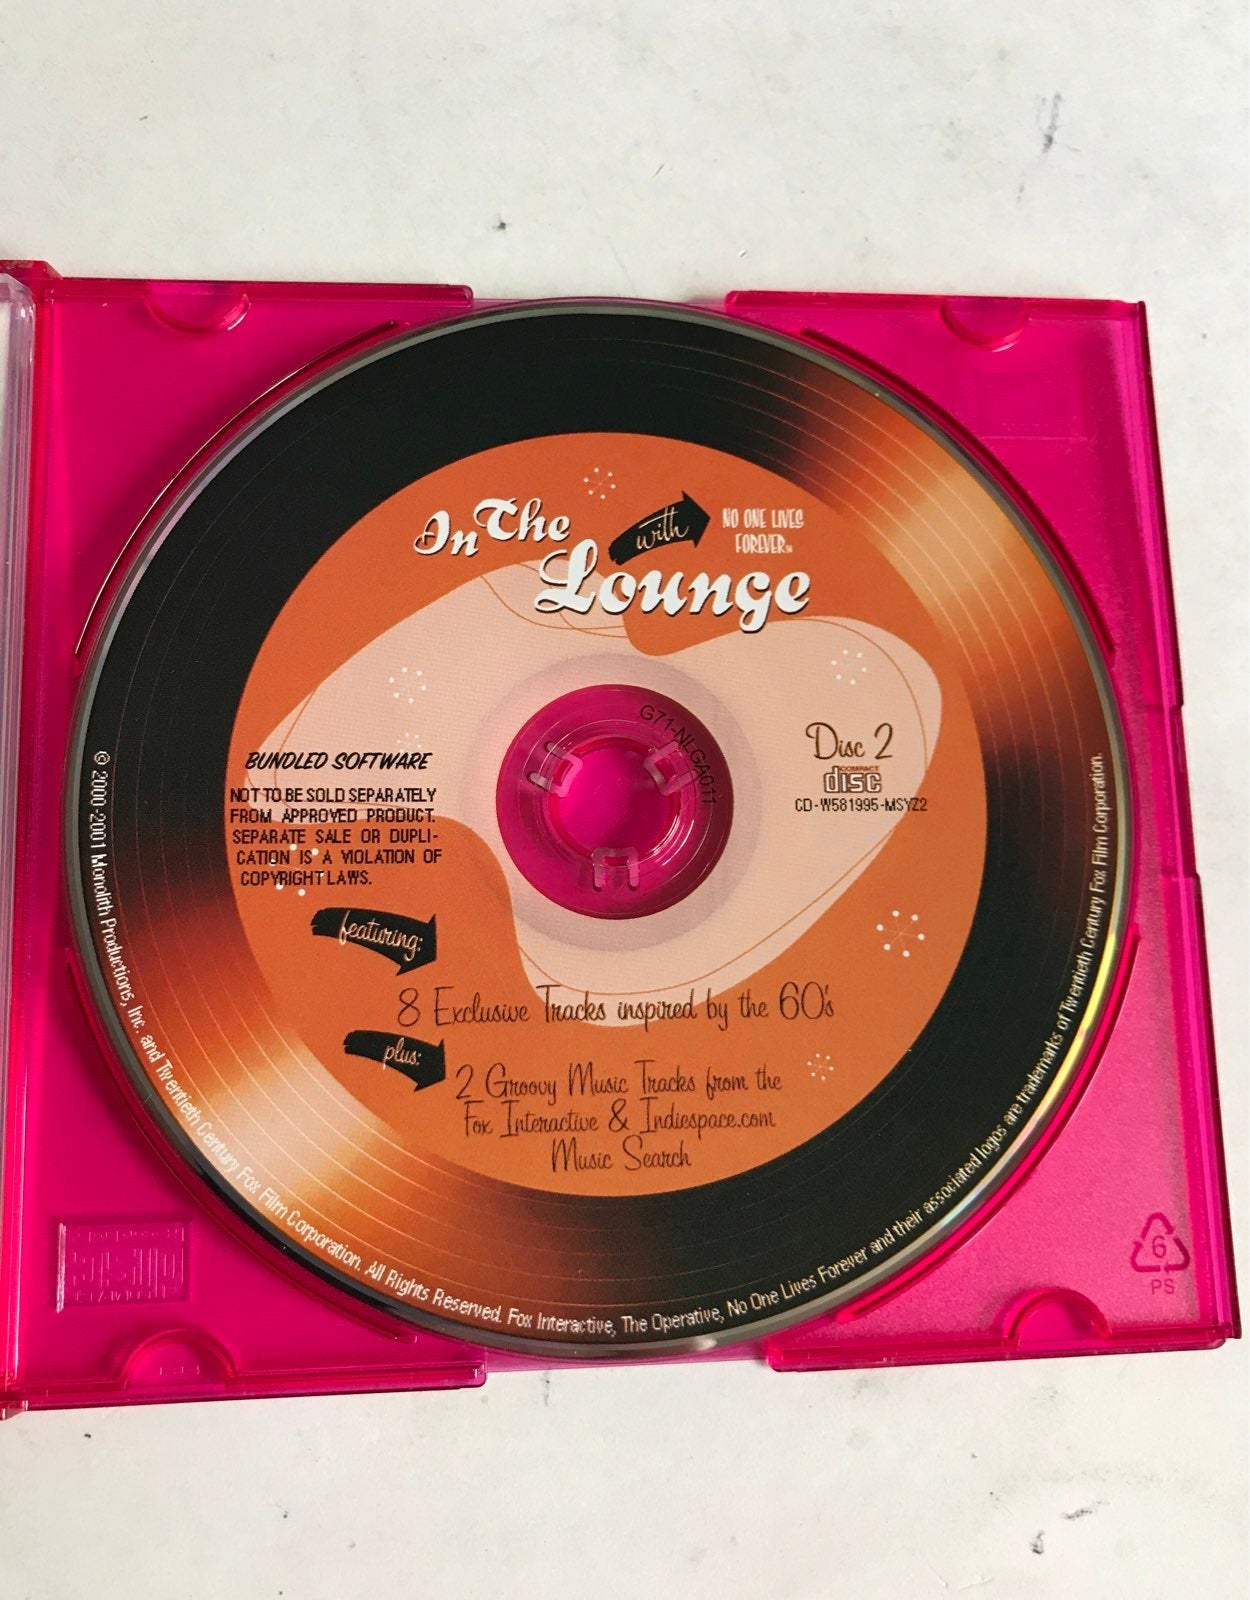 In The
with
NO ONE LIVES
FOREVER™
Lounge
BUNDLED SOFTWARE
NOT TO BE SOLD SEPARATELY
FROM APPROVED PRODUCT.
SEPARATE SALE OR DUPLI-
CATION IS A VIOLATION OF
COPYRIGHT LAWS.
G71-NLGA011
Disc 2
COMPACT
disc
CD-W581995-MSYZ2
featuring:
8 Exclusive Tracks inspired by the 60's
plus:
2 Groovy Music Tracks from the
Fox Interactive & Indiespace.com
Music Search
© 2000-2001 Monolith Productions, Inc. and Twentieth Century Fox Film Corporation. All Rights Reserved. Fox Interactive, The Operative, No One Lives Forever and their associated logos are trademarks of Twentieth Century Fox Film Corporation.
6
PS